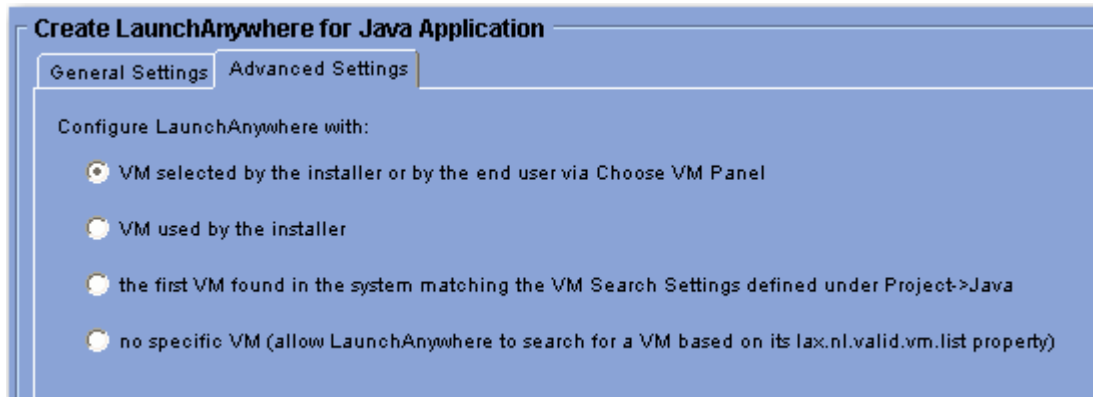 Create LaunchAnywhere for Java Application
General Settings Advanced Settings
Configure LaunchAnywhere with:
VM selected by the installer or by the end user via Choose VM Panel
VM used by the installer
the first VM found in the system matching the VM Search Settings defined under Project->Java
no specific VM (allow LaunchAnywhere to search for a VM based on its lax.nl.valid.vm.list property)